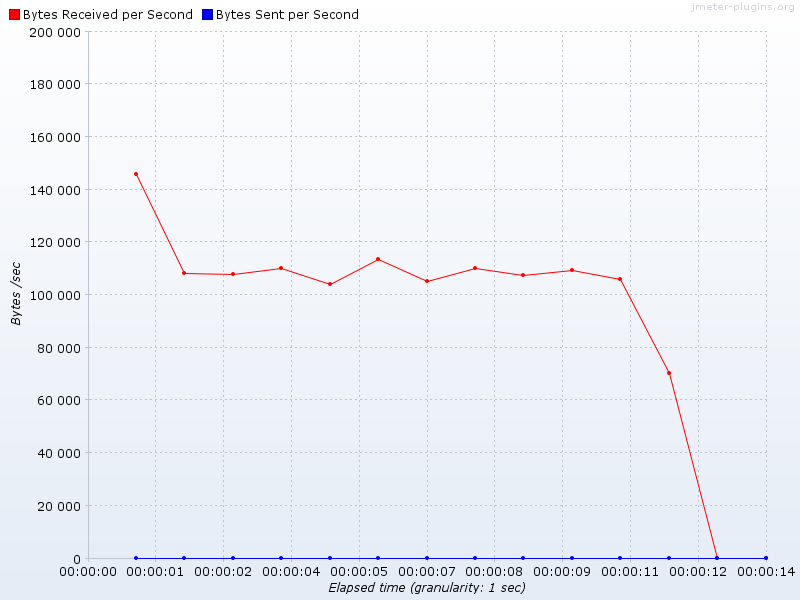 jmeter-plugins.org
Bytes Received per Second Bytes Sent per Second
200 000
180 000
160 000
140 000
120 000
100 000
80 000
60 000
40 000
20 000
0
Bytes /sec
00:00:00 00:00:01 00:00:02 00:00:04 00:00:05 00:00:07 00:00:08 00:00:09 00:00:11 00:00:12 00:00:14
Elapsed time (granularity: 1 sec)